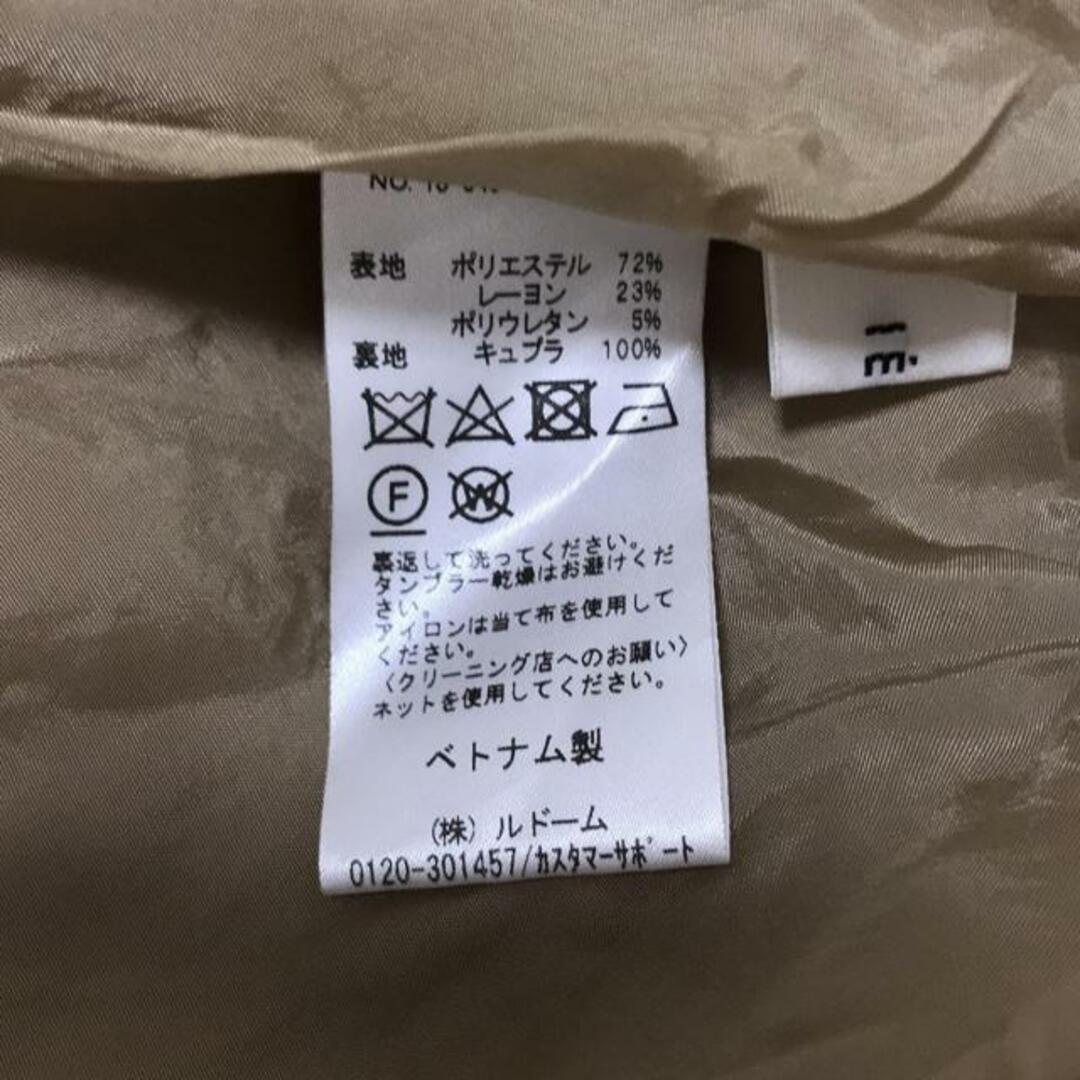 NO.
表地 ポリエステル 72%
レーヨン 23%
ポリウレタン 5%
裏地 キュプラ 100%
F
W
裏返して洗ってください。
タンブラー乾燥はお避けくだ
さい。
アイロンは当て布を使用して
ください。
〈クリーニング店へのお願い〉
ネットを使用してください。
ベトナム製
(株) ルドーム
0120-301457/カスタマーサポート